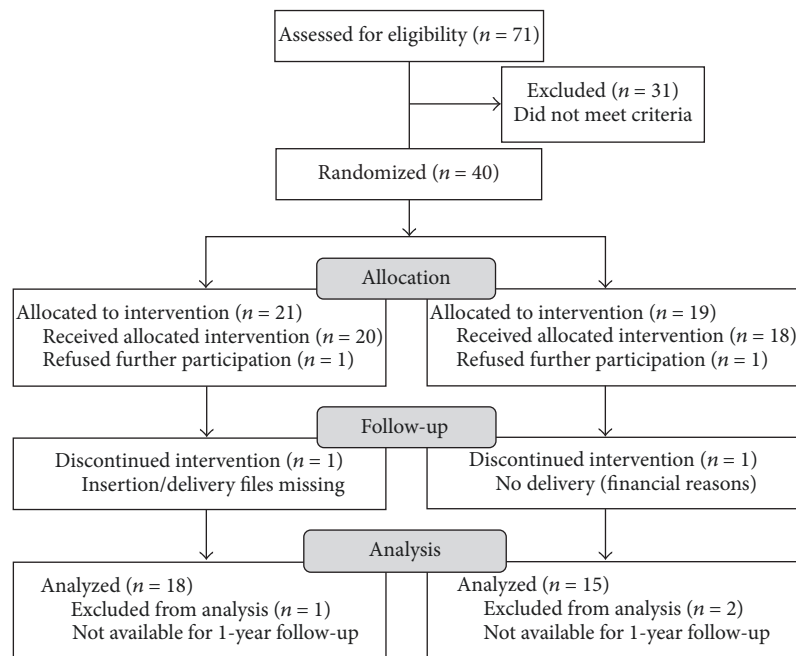 Assessed for eligibility (n = 71)
Excluded (n = 31)
Did not meet criteria
Randomized (n = 40)
Allocation
Allocated to intervention (n = 21)
Received allocated intervention (n = 20)
Refused further participation (n = 1)
Allocated to intervention (n = 19)
Received allocated intervention (n = 18)
Refused further participation (n = 1)
Follow-up
Discontinued intervention (n = 1)
Insertion/delivery files missing
Discontinued intervention (n = 1)
No delivery (financial reasons)
Analysis
Analyzed (n = 18)
Excluded from analysis (n = 1)
Not available for 1-year follow-up
Analyzed (n = 15)
Excluded from analysis (n = 2)
Not available for 1-year follow-up